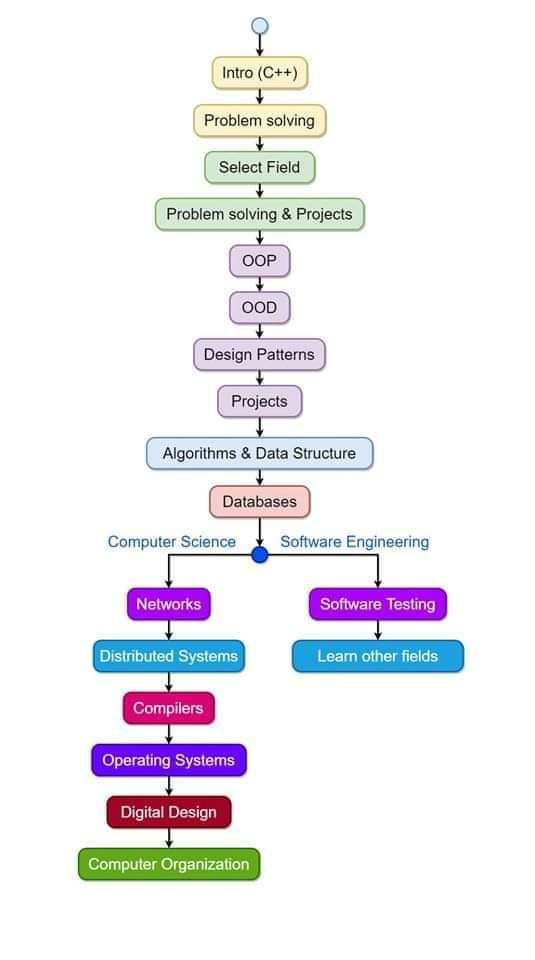 Intro (C++)
Problem solving
Select Field
Problem solving & Projects
OOP
OOD
Design Patterns
Projects
Algorithms & Data Structure
Databases
Computer Science
Software Engineering
Networks
Software Testing
Distributed Systems
Learn other fields
Compilers
Operating Systems
Digital Design
Computer Organization